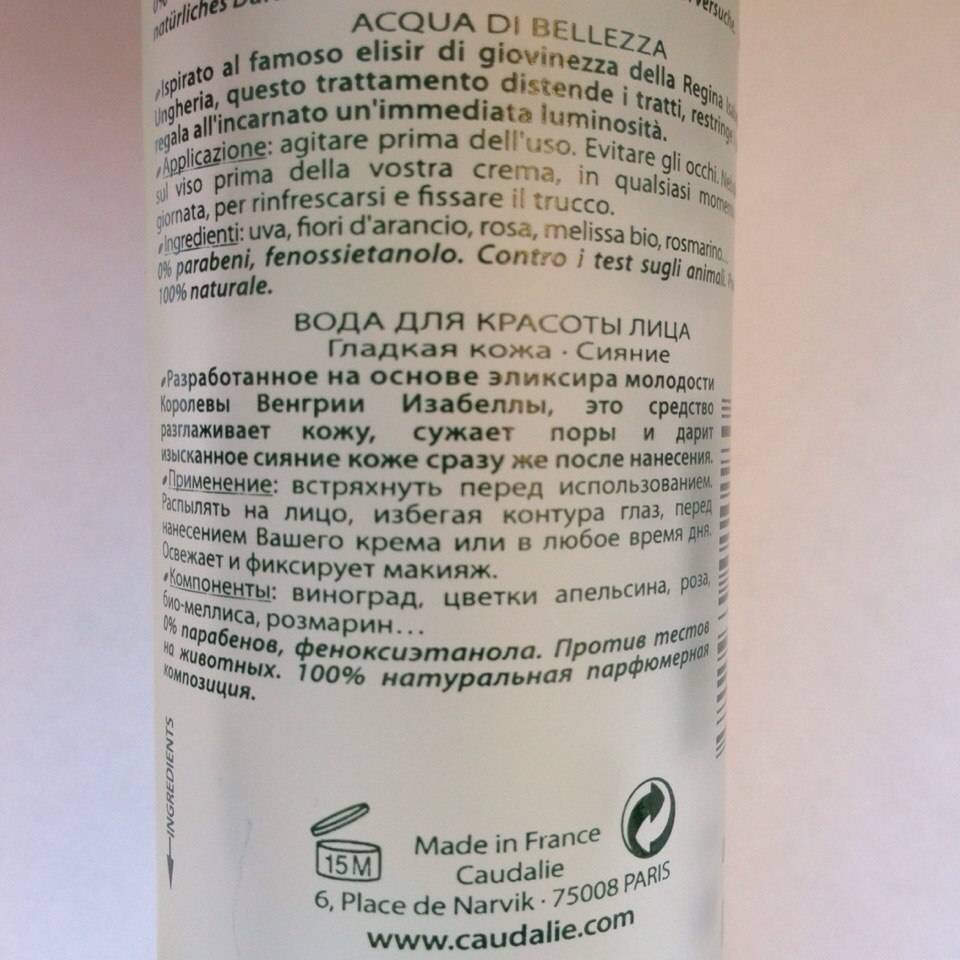 0%
natürliches
Versuche.
ACQUA DI BELLEZZA
Ispirato al famoso elisir di giovinezza della Regina
Ungheria, questo trattamento distende i tratti, restringe
regala all'incarnato un'immediata luminosità.
Applicazione: agitare prima dell'uso. Evitare gli occhi.
sul viso prima della vostra crema, in qualsiasi
giornata, per rinfrescarsi e fissare il trucco.
Ingredienti: uva, fiori d'arancio, rosa, melissa bio, rosmarino...
0% parabeni, fenossietanolo. Contro i test sugli animali.
100% naturale.
ВОДА ДЛЯ КРАСОТЫ ЛИЦА
Гладкая кожа · Сияние
Разработанное на основе эликсира молодости
Королевы Венгрии Изабеллы, это средство
разглаживает кожу, сужает поры и дарит
изысканное сияние коже сразу же после нанесения.
Применение: встряхнуть перед использованием.
Распылять на лицо, избегая контура глаз, перед
нанесением Вашего крема или в любое время дня.
Освежает и фиксирует макияж.
Компоненты: виноград, цветки апельсина, роза,
био-меллиса, розмарин...
0% парабенов, феноксиэтанола. Против тестов
на животных. 100% натуральная парфюмерная
композиция.
INGREDIENTS
15M
Made in France
Caudalie
6, Place de Narvik · 75008 PARIS
www.caudalie.com